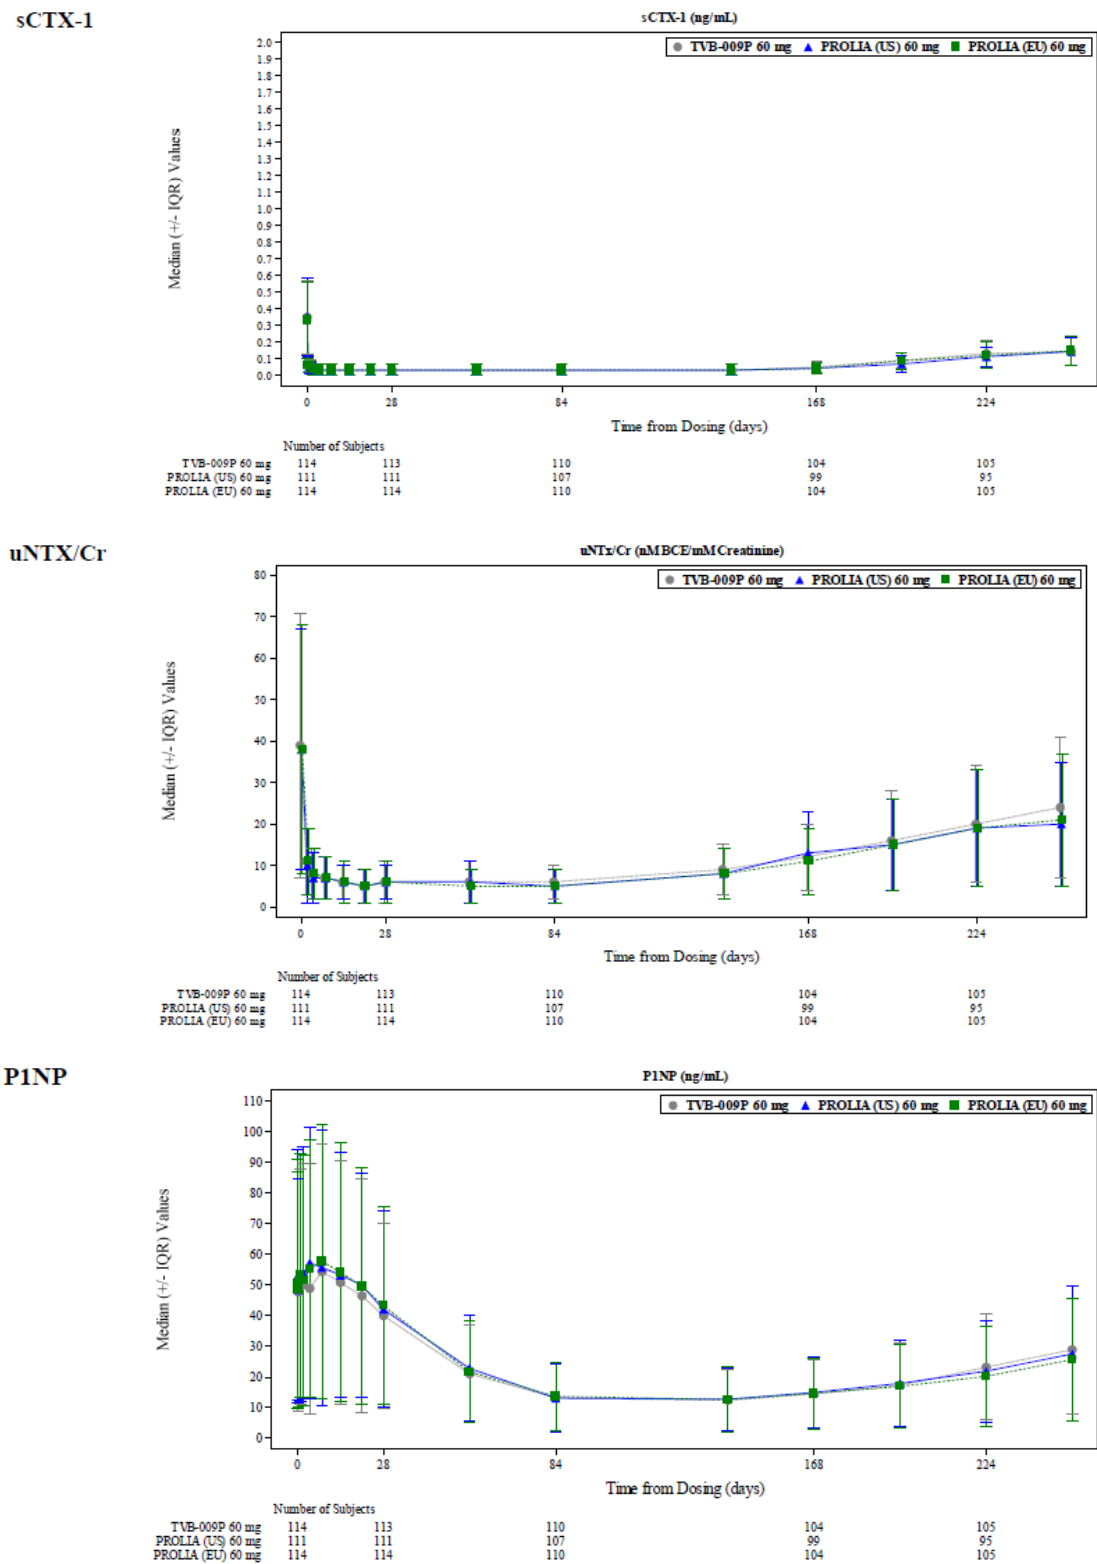 sCTX-1
sCTX-1 (ng/mL)
TVB-009P 60 mg PROLIA (US) 60 mg PROLIA (EU) 60 mg
Median (+/- IQR) Values
2.0
1.9
1.8
1.7
1.6
1.5
1.4
1.3
1.2
1.1
1.0
0.9
0.8
0.7
0.6
0.5
0.4
0.3
0.2
0.1
0.0
0 28 84 168 224
Time from Dosing (days)
Number of Subjects
TVB-009P 60 mg 114 113 110 104 105
PROLIA (US) 60 mg 111 111 107 99 95
PROLIA (EU) 60 mg 114 114 110 104 105
uNTX/Cr
uNTx/Cr (nM BCE/mM Creatinine)
TVB-009P 60 mg PROLIA (US) 60 mg PROLIA (EU) 60 mg
Median (+/- IQR) Values
80
70
60
50
40
30
20
10
0
0 28 84 168 224
Time from Dosing (days)
Number of Subjects
TVB-009P 60 mg 114 113 110 104 105
PROLIA (US) 60 mg 111 111 107 99 95
PROLIA (EU) 60 mg 114 114 110 104 105
P1NP
P1NP (ng/mL)
TVB-009P 60 mg PROLIA (US) 60 mg PROLIA (EU) 60 mg
Median (+/- IQR) Values
110
100
90
80
70
60
50
40
30
20
10
0
0 28 84 168 224
Time from Dosing (days)
Number of Subjects
TVB-009P 60 mg 114 113 110 104 105
PROLIA (US) 60 mg 111 111 107 99 95
PROLIA (EU) 60 mg 114 114 110 104 105